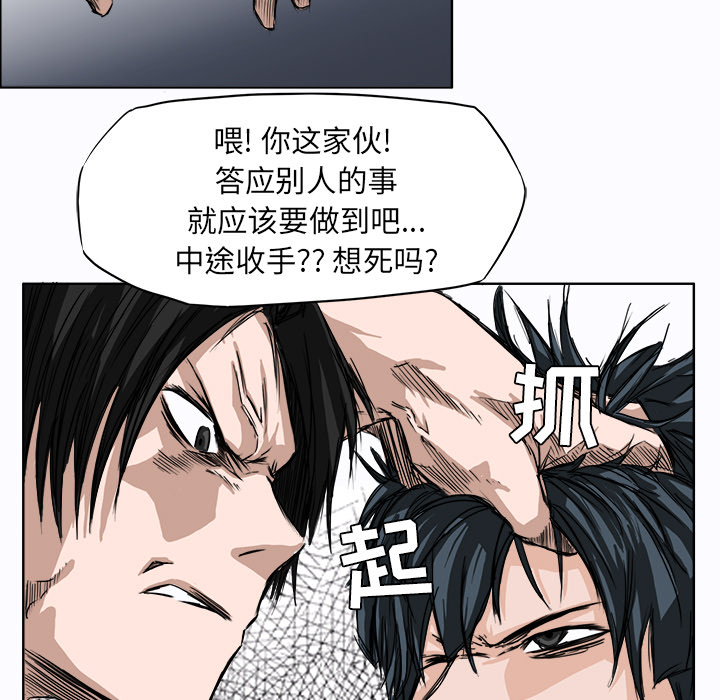 喂! 你这家伙!
答应别人的事
就应该要做到吧...
中途收手?? 想死吗?
抓
起